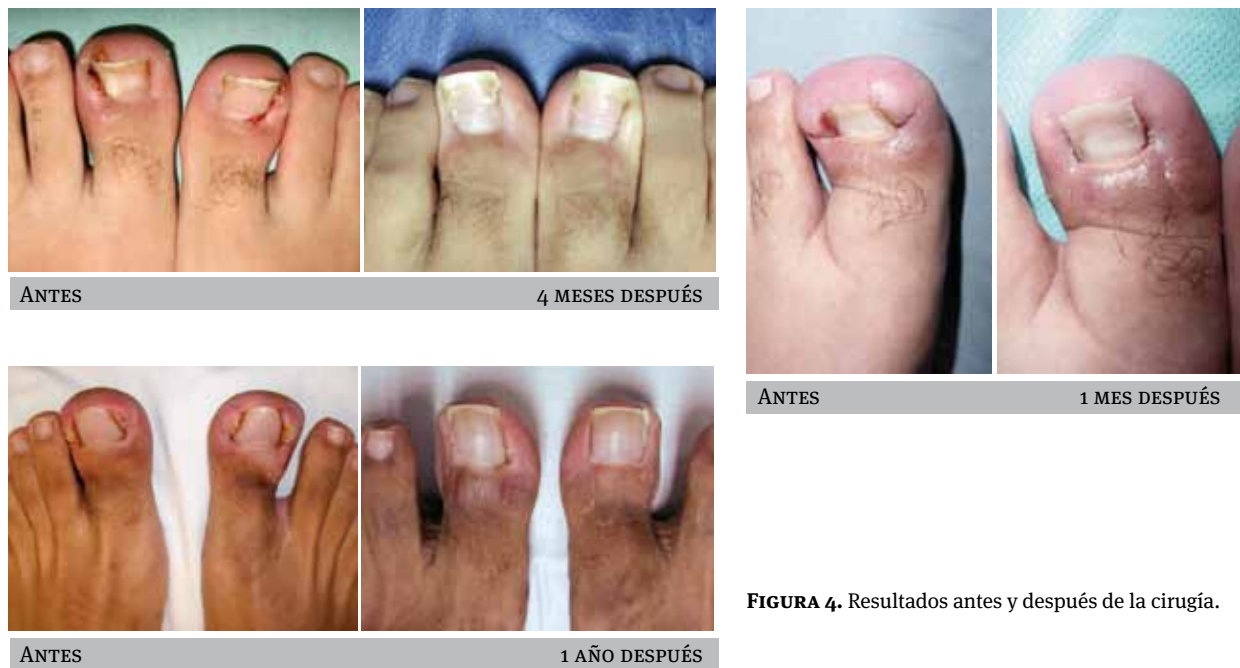 ANTES 4 MESES DESPUÉS
ANTES 1 MES DESPUÉS
ANTES 1 AÑO DESPUÉS
FIGURA 4. Resultados antes y después de la cirugía.